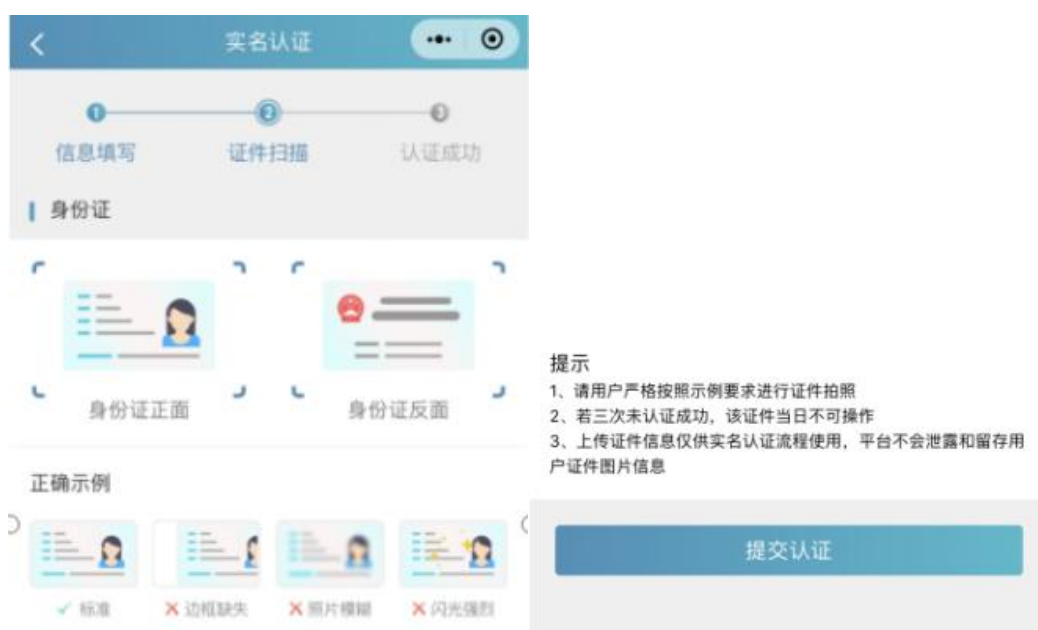 实名认证
1 2 3
信息填写 证件扫描 认证成功
身份证
身份证正面 身份证反面
正确示例
标准 边框缺失 照片模糊 闪光强烈
提示
1、请用户严格按照示例要求进行证件拍照
2、若三次未认证成功，该证件当日不可操作
3、上传证件信息仅供实名认证流程使用，平台不会泄露和留存用
户证件图片信息
提交认证